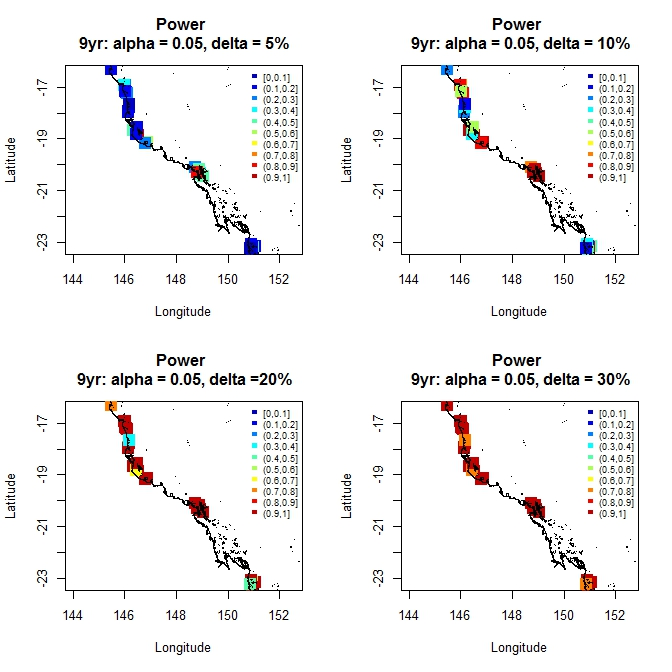 Power
9yr: alpha = 0.05, delta = 5%
Latitude
-17
-19
-21
-23
[0,0.1]
(0.1,0.2]
(0.2,0.3]
(0.3,0.4]
(0.4,0.5]
(0.5,0.6]
(0.6,0.7]
(0.7,0.8]
(0.8,0.9]
(0.9,1]
144 146 148 150 152
Longitude
Power
9yr: alpha = 0.05, delta = 10%
Latitude
-17
-19
-21
-23
[0,0.1]
(0.1,0.2]
(0.2,0.3]
(0.3,0.4]
(0.4,0.5]
(0.5,0.6]
(0.6,0.7]
(0.7,0.8]
(0.8,0.9]
(0.9,1]
144 146 148 150 152
Longitude
Power
9yr: alpha = 0.05, delta =20%
Latitude
-17
-19
-21
-23
[0,0.1]
(0.1,0.2]
(0.2,0.3]
(0.3,0.4]
(0.4,0.5]
(0.5,0.6]
(0.6,0.7]
(0.7,0.8]
(0.8,0.9]
(0.9,1]
144 146 148 150 152
Longitude
Power
9yr: alpha = 0.05, delta = 30%
Latitude
-17
-19
-21
-23
[0,0.1]
(0.1,0.2]
(0.2,0.3]
(0.3,0.4]
(0.4,0.5]
(0.5,0.6]
(0.6,0.7]
(0.7,0.8]
(0.8,0.9]
(0.9,1]
144 146 148 150 152
Longitude